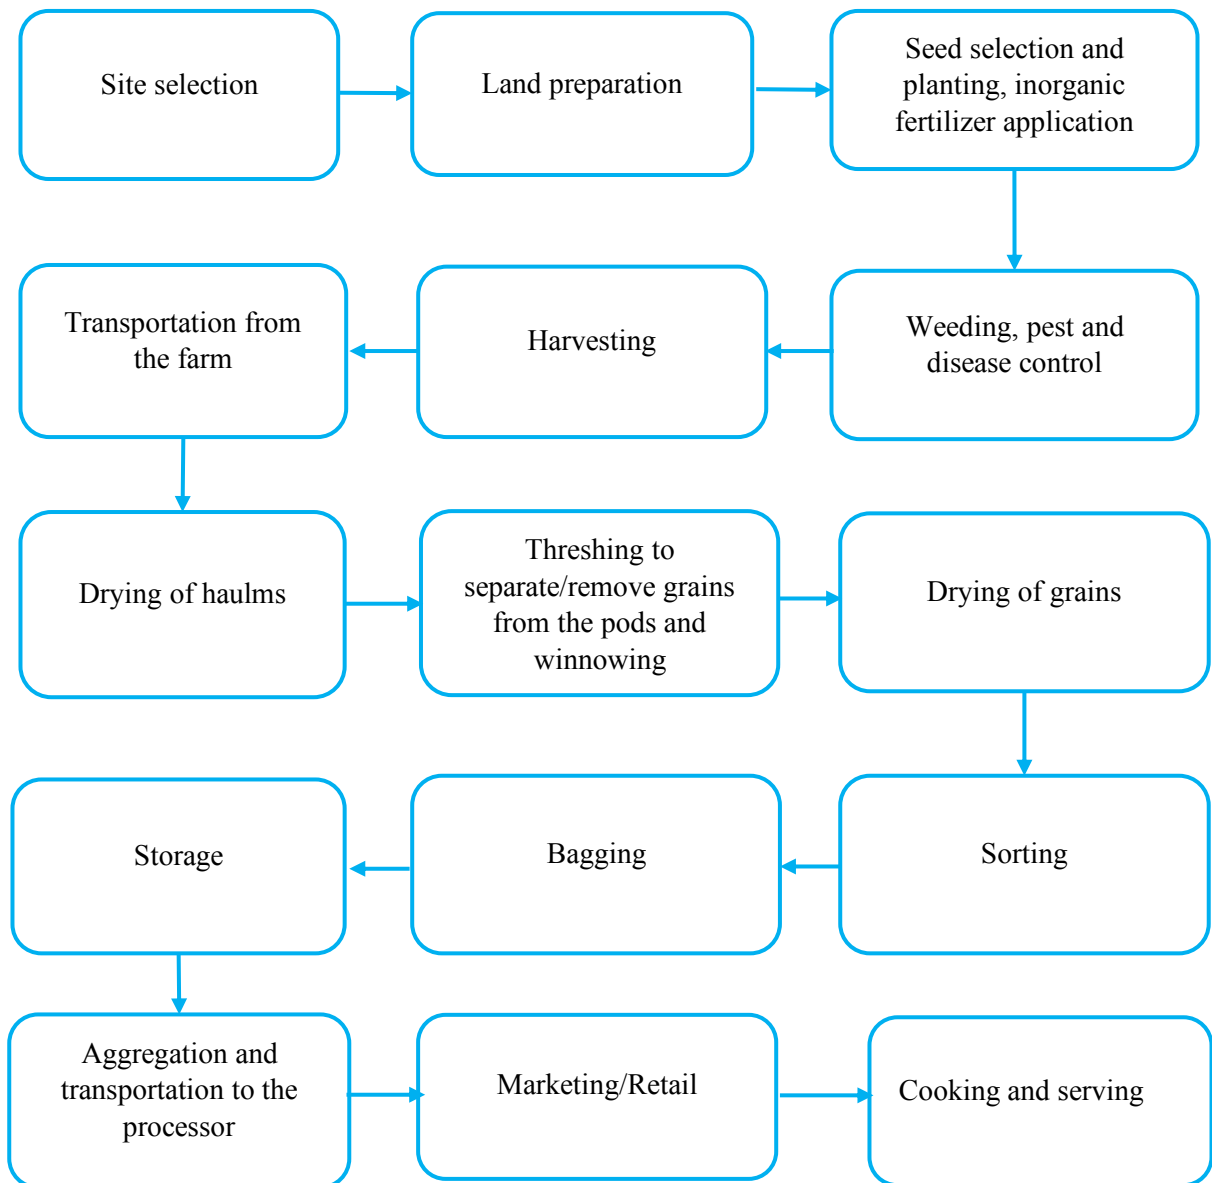 Site selection
Land preparation
Seed selection and
planting, inorganic
fertilizer application
Weeding, pest and
disease control
Harvesting
Transportation from
the farm
Drying of haulms
Threshing to
separate/remove grains
from the pods and
winnowing
Drying of grains
Sorting
Bagging
Storage
Aggregation and
transportation to the
processor
Marketing/Retail
Cooking and serving